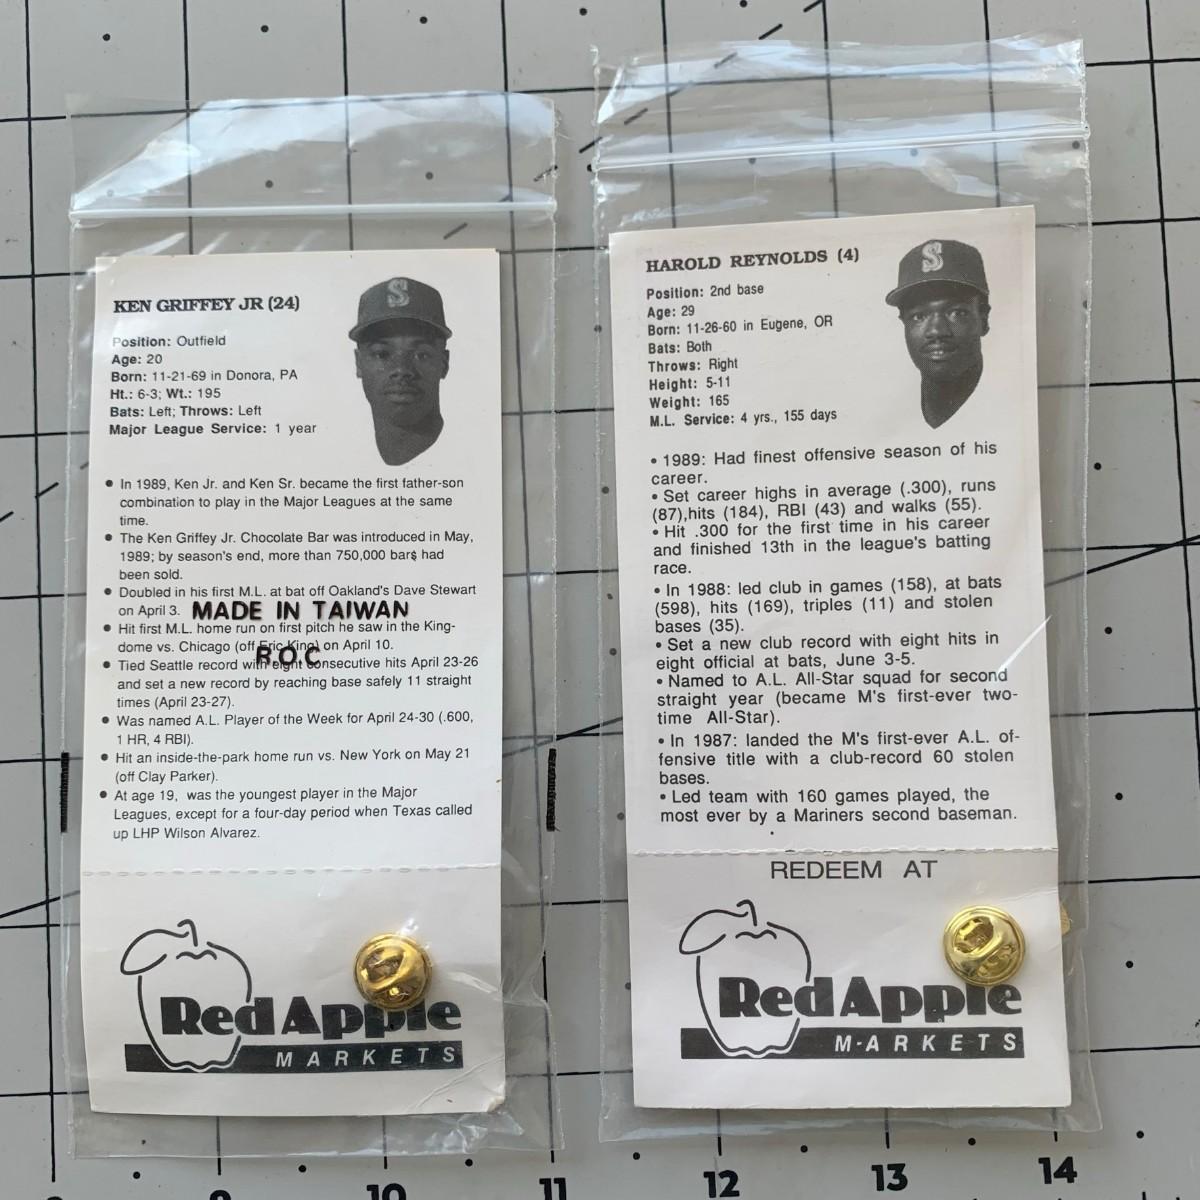 KEN GRIFFEY JR (24)
Position: Outfield
Age: 20
Born: 11-21-69 in Donora, PA
Ht.: 6-3; Wt.: 195
Bats: Left; Throws: Left
Major League Service: 1 year
S
• In 1989, Ken Jr. and Ken Sr. became the first father-son
combination to play in the Major Leagues at the same
time.
• The Ken Griffey Jr. Chocolate Bar was introduced in May,
1989; by season's end, more than 750,000 bars had
been sold.
• Doubled in his first M.L. at bat off Oakland's Dave Stewart
on April 3.
MADE IN TAIWAN
• Hit first M.L. home run on first pitch he saw in the King-
dome vs. Chicago (off Eric King) on April 10.
R O C
• Tied Seattle record with eight consecutive hits April 23-26
and set a new record by reaching base safely 11 straight
times (April 23-27).
• Was named A.L. Player of the Week for April 24-30 (.600,
1 HR, 4 RBI).
• Hit an inside-the-park home run vs. New York on May 21
(off Clay Parker).
• At age 19, was the youngest player in the Major
Leagues, except for a four-day period when Texas called
up LHP Wilson Alvarez.
Red Apple
MARKETS
HAROLD REYNOLDS (4)
Position: 2nd base
Age: 29
Born: 11-26-60 in Eugene, OR
Bats: Both
Throws: Right
Height: 5-11
Weight: 165
M.L. Service: 4 yrs., 155 days
S
• 1989: Had finest offensive season of his
career.
• Set career highs in average (.300), runs
(87),hits (184), RBI (43) and walks (55).
• Hit .300 for the first time in his career
and finished 13th in the league's batting
race.
• In 1988: led club in games (158), at bats
(598), hits (169), triples (11) and stolen
bases (35).
• Set a new club record with eight hits in
eight official at bats, June 3-5.
• Named to A.L. All-Star squad for second
straight year (became M's first-ever two-
time All-Star).
• In 1987: landed the M's first-ever A.L. of-
fensive title with a club-record 60 stolen
bases.
• Led team with 160 games played, the
most ever by a Mariners second baseman.
REDEEM AT
Red Apple
M-ARKETS
10 11 12 13 14